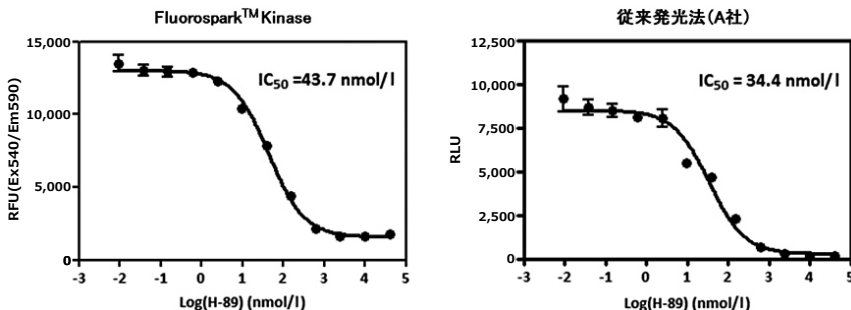 Fluorospark™ Kinase
15,000
10,000
5,000
0
RFU(Ex540/Em590)
IC50 =43.7 nmol/l
-3 -2 -1 0 1 2 3 4 5
Log(H-89) (nmol/l)
従来発光法(A社)
12,500
10,000
7,500
5,000
2,500
0
RLU
IC50 = 34.4 nmol/l
-3 -2 -1 0 1 2 3 4 5
Log(H-89) (nmol/l)